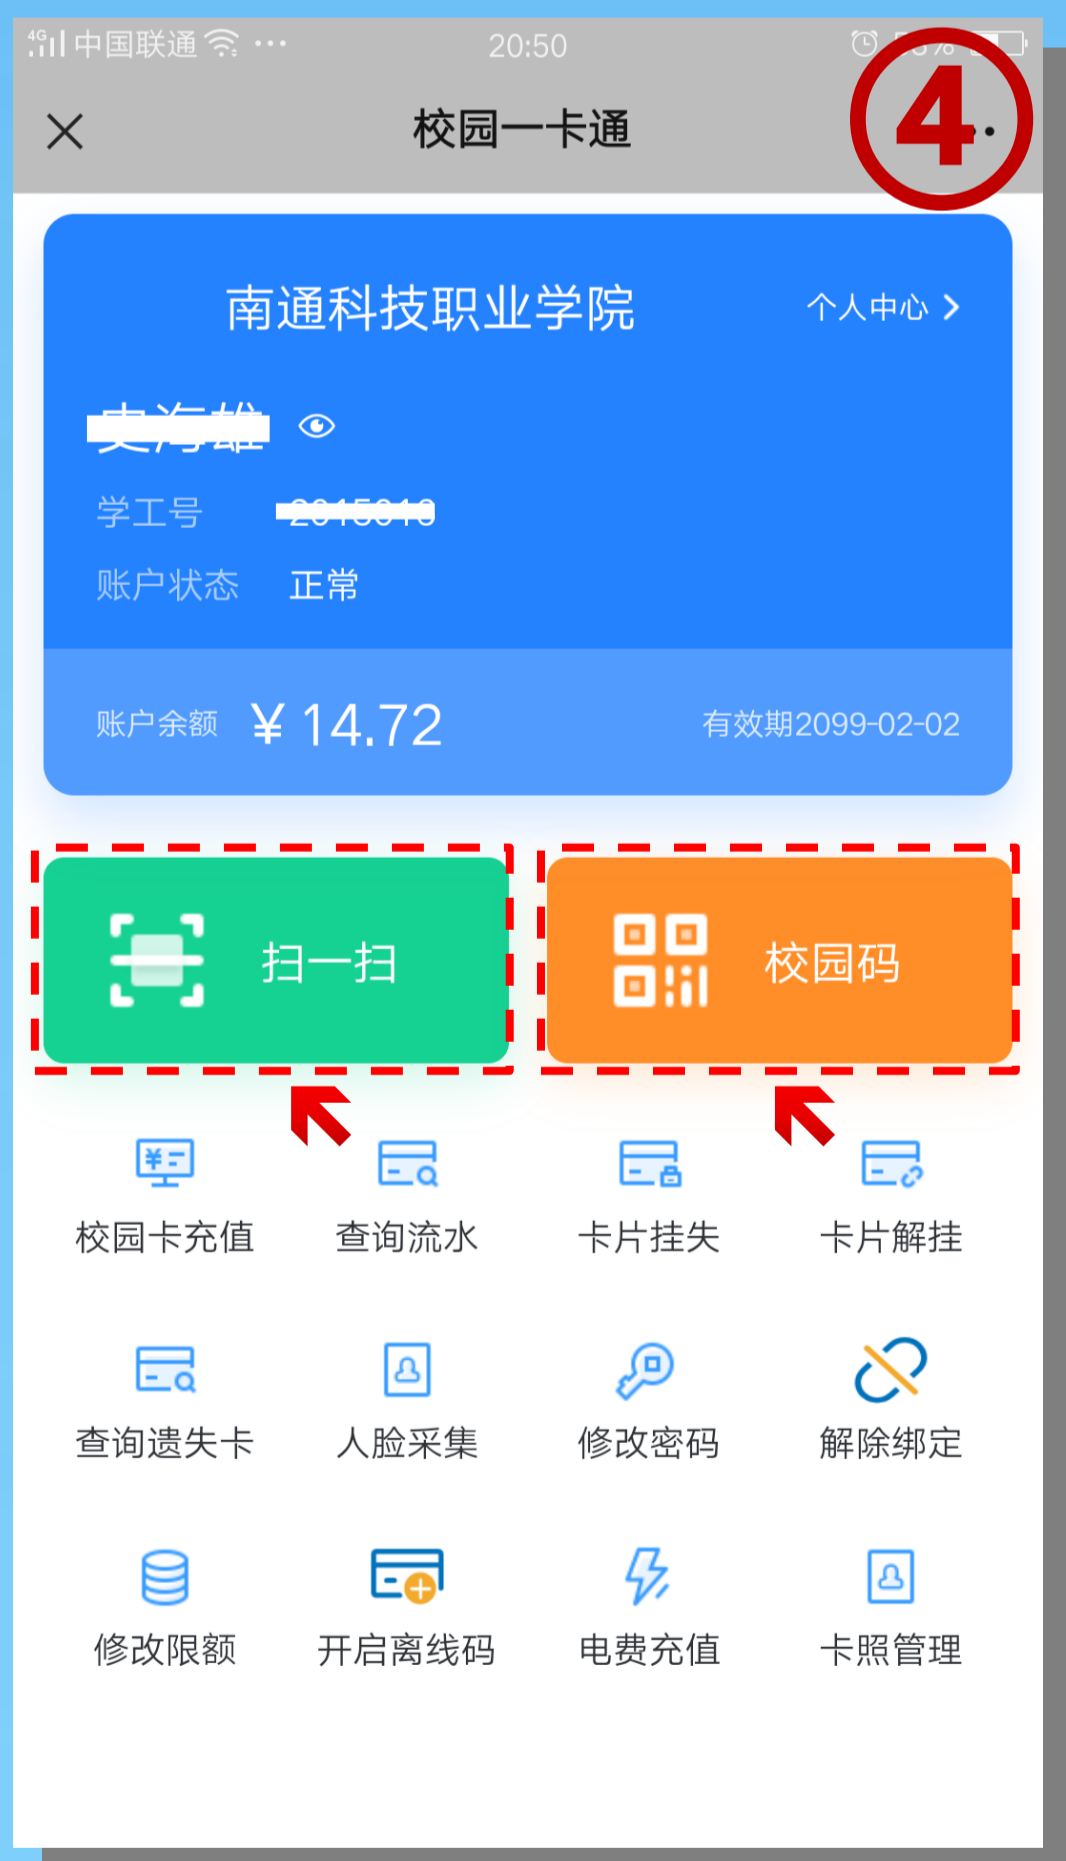 4G 中国联通 ··· 20:50
校园一卡通
4
南通科技职业学院
个人中心
学工号
账户状态 正常
账户余额 ¥ 14.72 有效期2099-02-02
扫一扫 校园码
校园卡充值 查询流水 卡片挂失 卡片解挂
查询遗失卡 人脸采集 修改密码 解除绑定
修改限额 开启离线码 电费充值 卡照管理